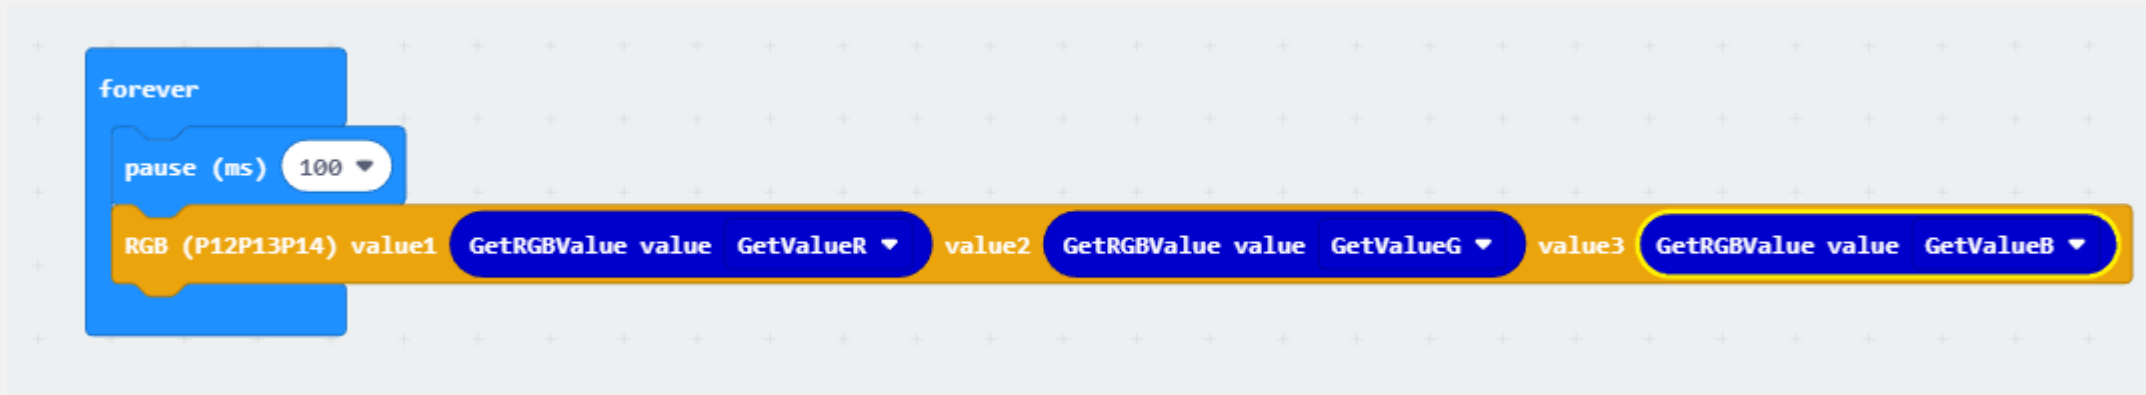 forever
pause (ms) 100
RGB (P12P13P14) value1 GetRGBValue value GetValueR value2 GetRGBValue value GetValueG value3 GetRGBValue value GetValueB